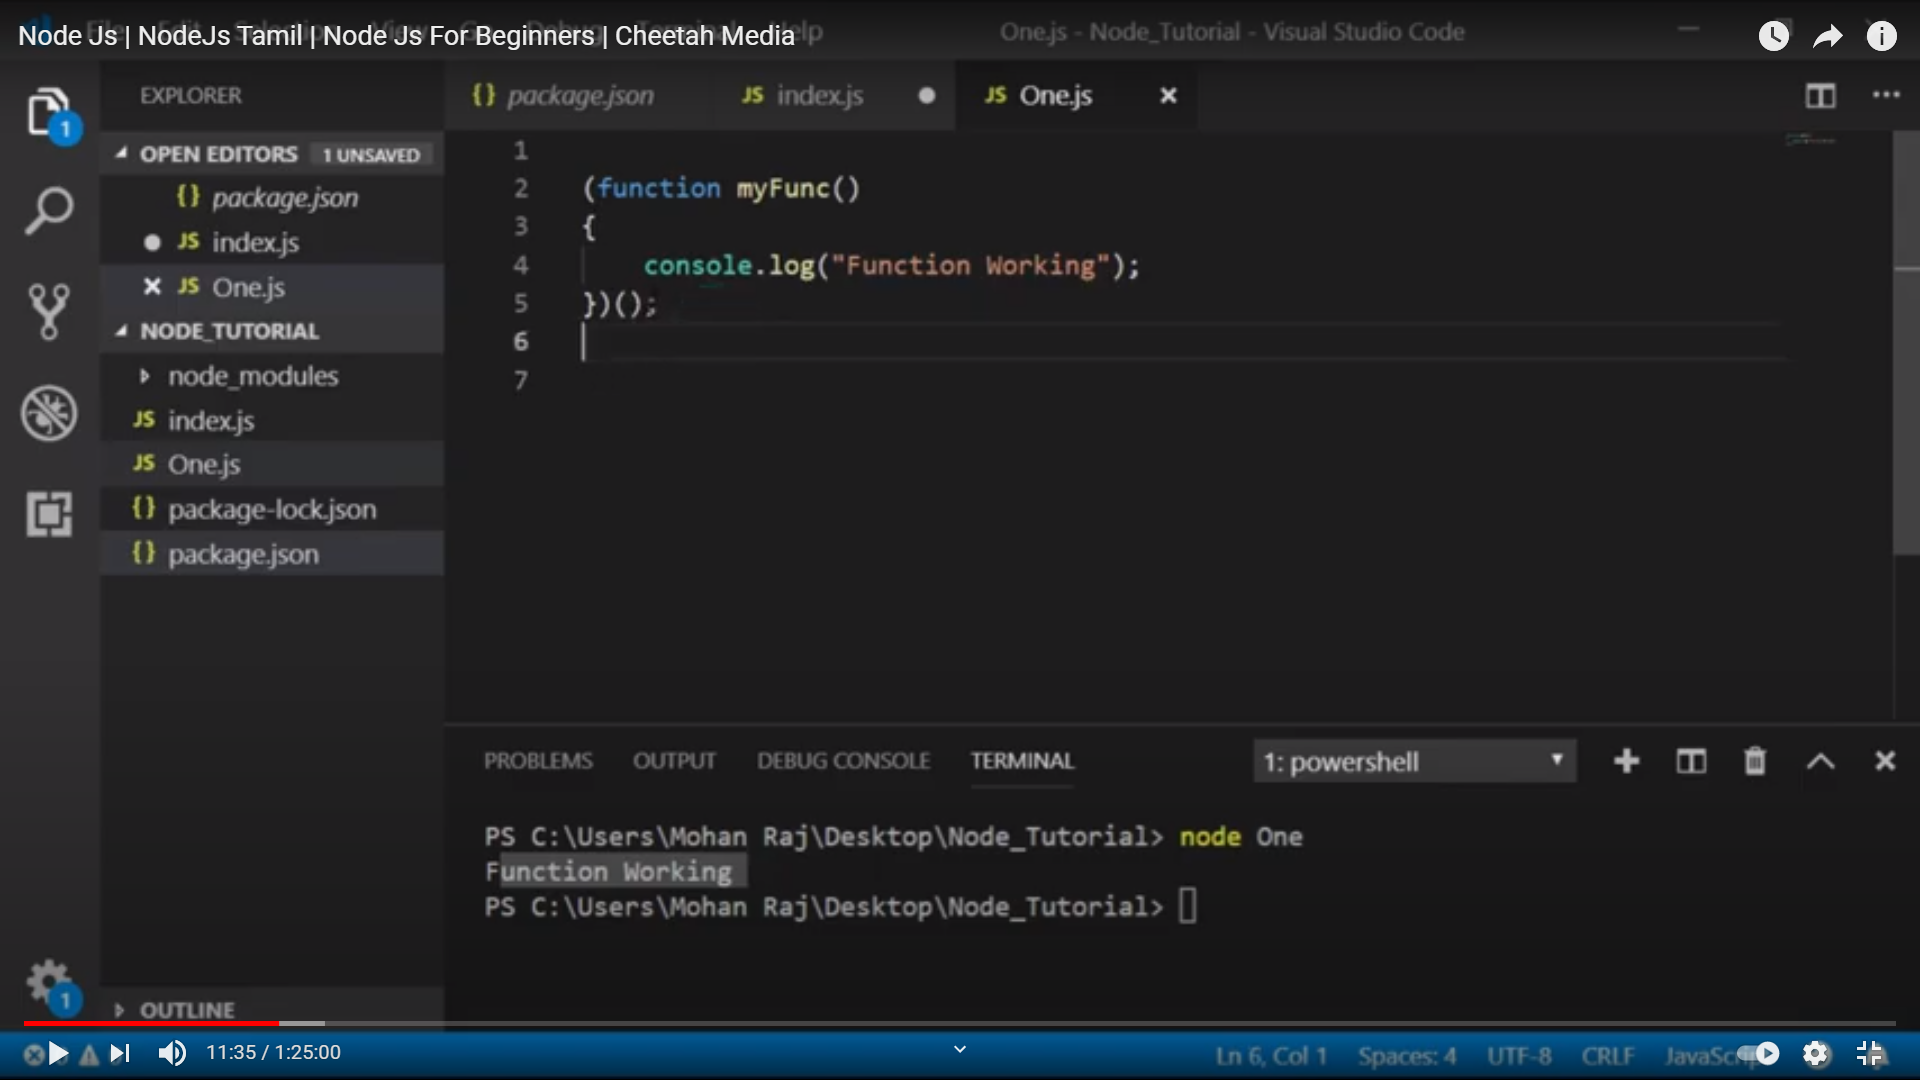 Node Js | NodeJs Tamil | Node Js For Beginners | Cheetah Media
One.js - Node_Tutorial - Visual Studio Code
EXPLORER
{} package.json
JS index.js
JS One.js
1
OPEN EDITORS 1 UNSAVED
{} package.json
JS index.js
JS One.js
NODE_TUTORIAL
node_modules
JS index.js
JS One.js
{} package-lock.json
{} package.json
1
OUTLINE
1
2 (function myFunc()
3 {
4 console.log("Function Working");
5 })();
6
7
PROBLEMS OUTPUT DEBUG CONSOLE TERMINAL 1: powershell
PS C:\Users\Mohan Raj\Desktop\Node_Tutorial> node One
Function Working
PS C:\Users\Mohan Raj\Desktop\Node_Tutorial>
11:35 / 1:25:00
Ln 6, Col 1 Spaces: 4 UTF-8 CRLF